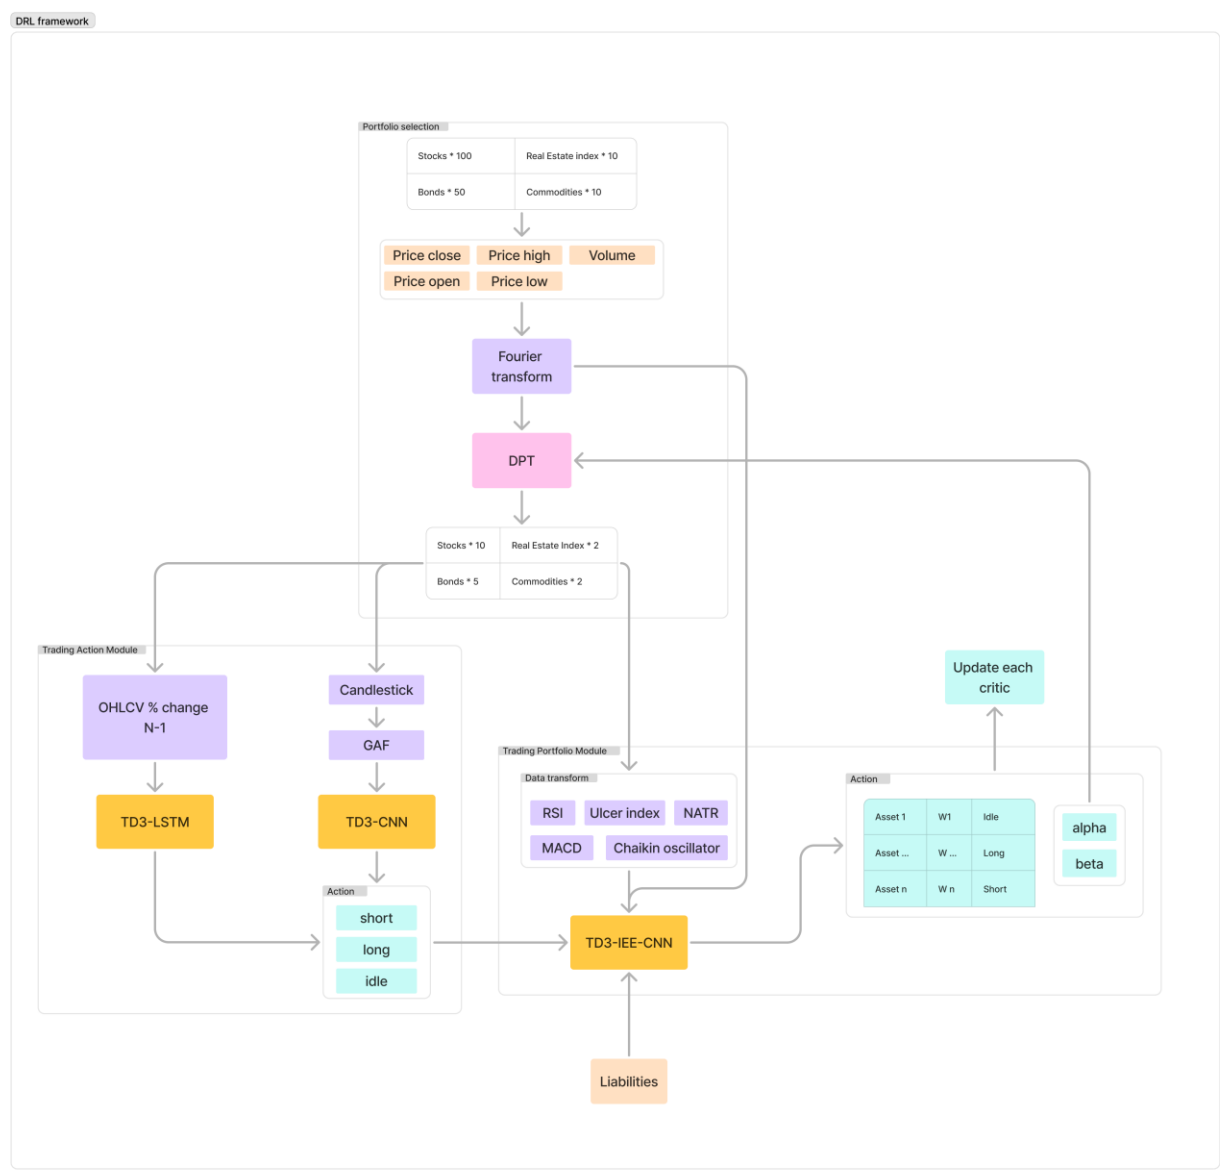 DRL framework
Portfolio selection
Stocks * 100
Real Estate index * 10
Bonds * 50
Commodities * 10
Price close
Price high
Volume
Price open
Price low
Fourier
transform
DPT
Stocks * 10
Real Estate Index * 2
Bonds * 5
Commodities * 2
Trading Action Module
OHLCV % change
N-1
Candlestick
GAF
TD3-LSTM
TD3-CNN
Action
short
long
idle
Update each
critic
Trading Portfolio Module
Data transform
RSI
Ulcer index
NATR
MACD
Chaikin oscillator
TD3-IEE-CNN
Action
Asset 1
W1
Idle
Asset ...
W ...
Long
Asset n
W n
Short
alpha
beta
Liabilities